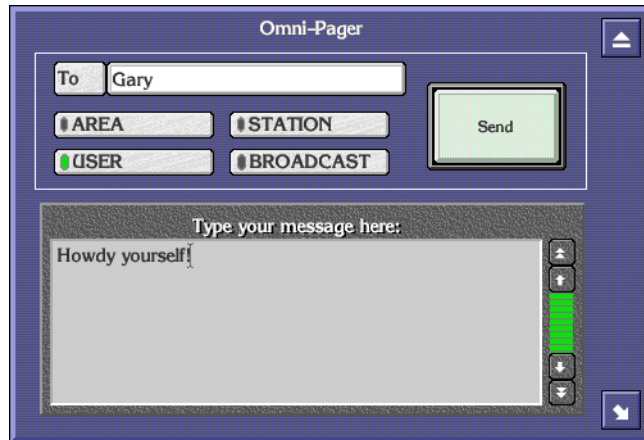 Omni-Pager
To Gary
AREA STATION
USER BROADCAST
Send
Type your message here:
Howdy yourself!